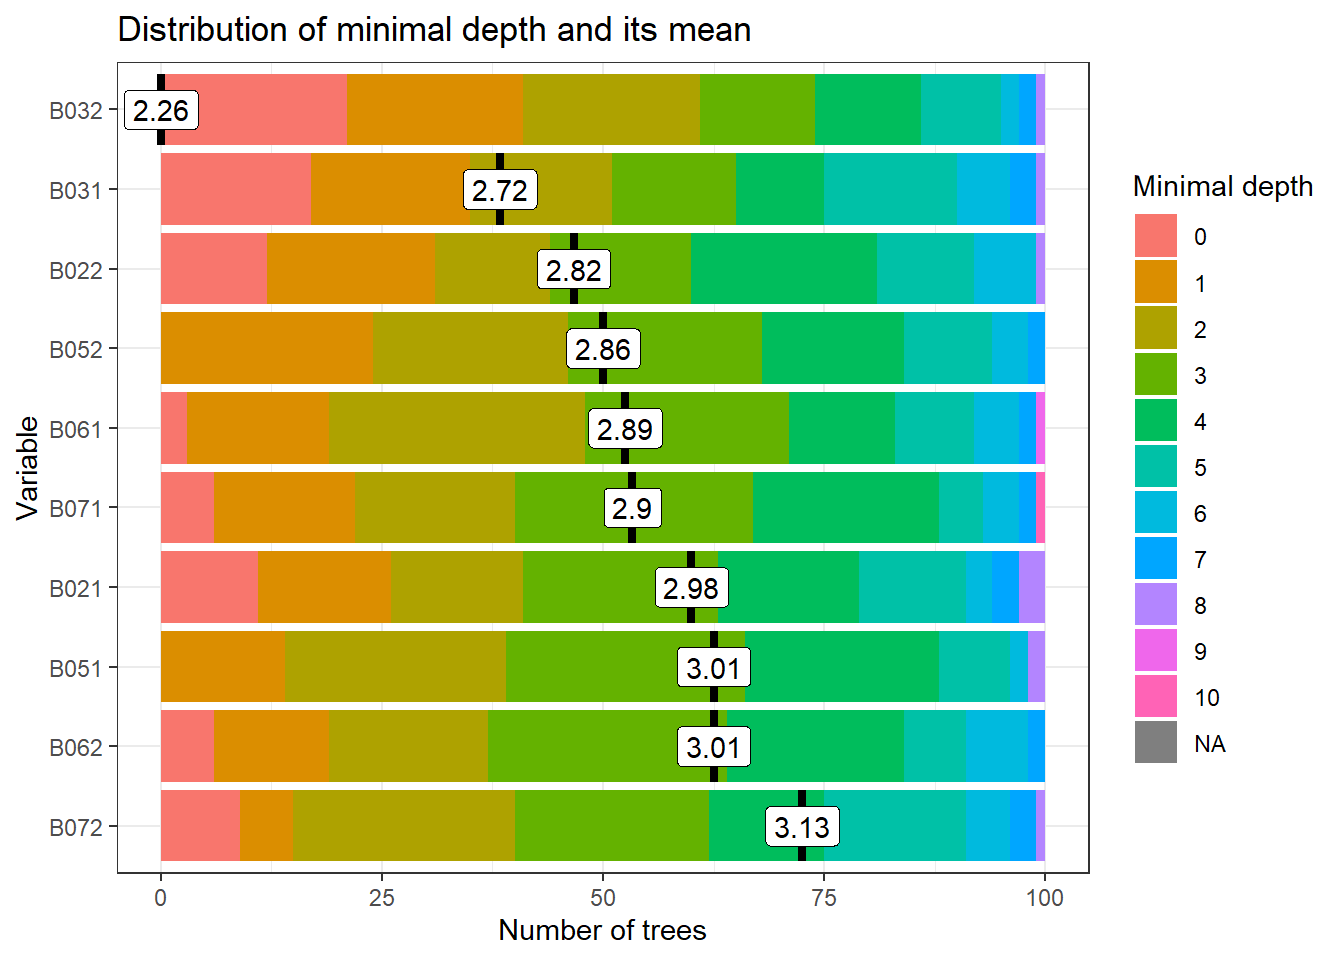 Distribution of minimal depth and its mean
Variable
B032
2.26
B031
2.72
B022
2.82
B052
2.86
B061
2.89
B071
2.9
B021
2.98
B051
3.01
B062
3.01
B072
3.13
0 25 50 75 100
Number of trees
Minimal depth
0
1
2
3
4
5
6
7
8
9
10
NA